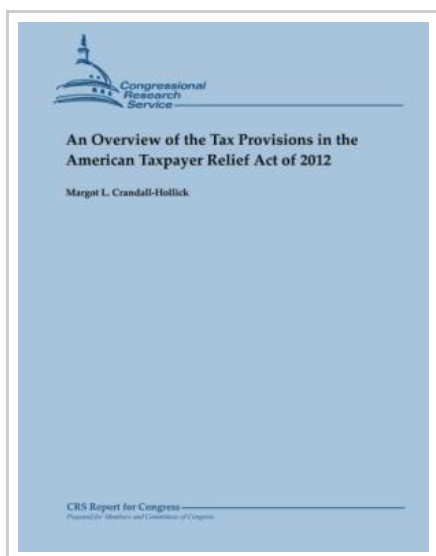 Congressional
Research
Service
An Overview of the Tax Provisions in the
American Taxpayer Relief Act of 2012
Margot L. Crandall-Hollick
CRS Report for Congress
Prepared for Members and Committees of Congress